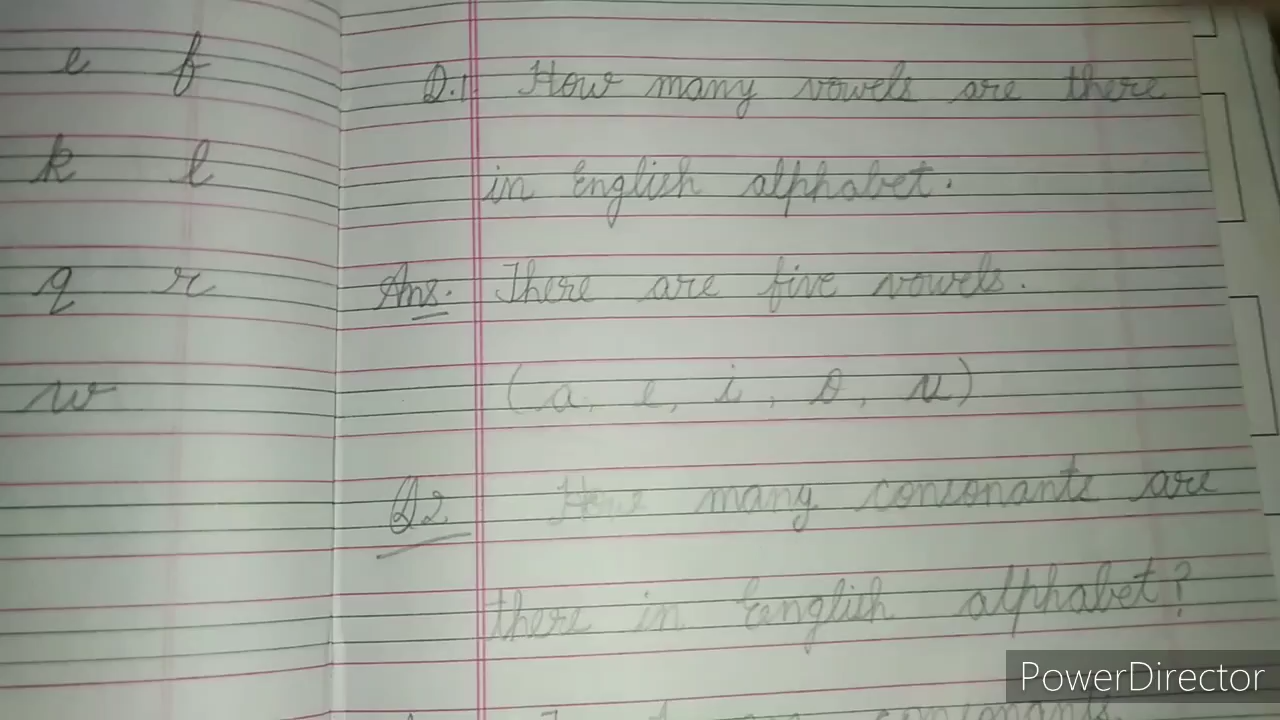 e f
k l
q r
w
Q.1 How many vowels are there
in English alphabet.
Ans. There are five vowels.
(a, e, i, o, u)
Q2. many consonants are
there in English alphabet?
consonants
PowerDirector